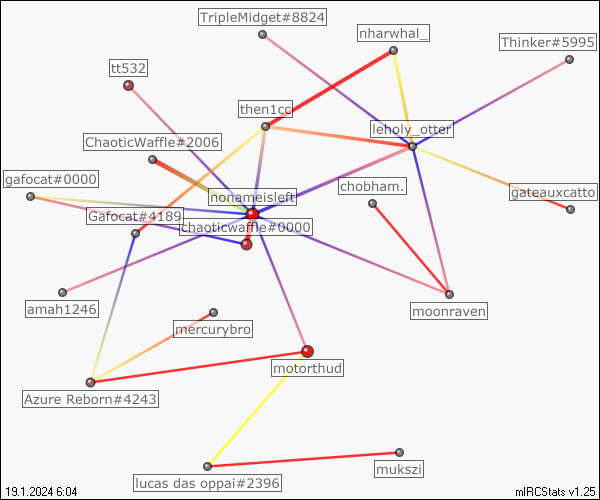 TripleMidget#8824
nharwhal_
Thinker#5995
tt532
then1cc
leholy_otter
ChaoticWaffle#2006
gafocat#0000
chobham.
gateauxcatto
nonameisleft
Gafocat#4189
chaoticwaffle#0000
amah1246
moonraven
mercurybro
motorthud
Azure Reborn#4243
mukszi
lucas das oppai#2396
19.1.2024 6:04
mIRCStats v1.25